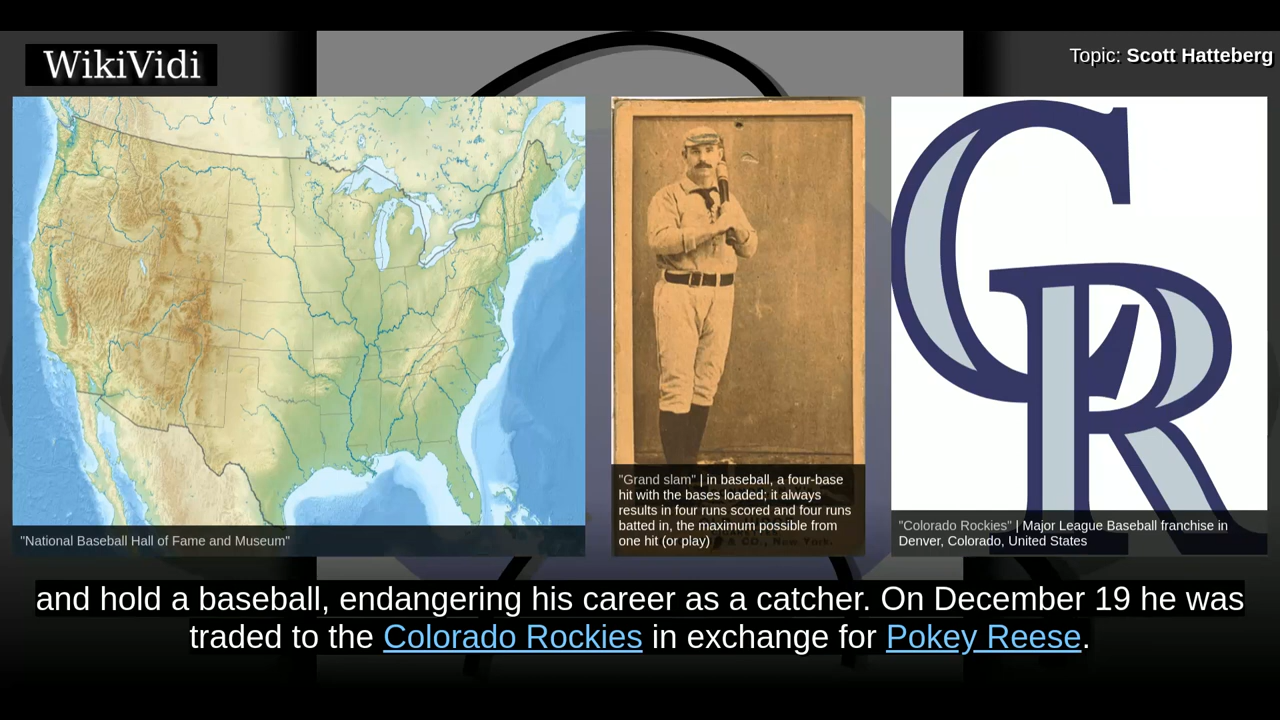 WikiVidi
Topic: Scott Hatteberg
"National Baseball Hall of Fame and Museum"
"Grand slam" | in baseball, a four-base
hit with the bases loaded; it always
results in four runs scored and four runs
batted in, the maximum possible from
one hit (or play)
& CO., New York.
"Colorado Rockies" | Major League Baseball franchise in
Denver, Colorado, United States
CR
and hold a baseball, endangering his career as a catcher. On December 19 he was
traded to the Colorado Rockies in exchange for Pokey Reese.